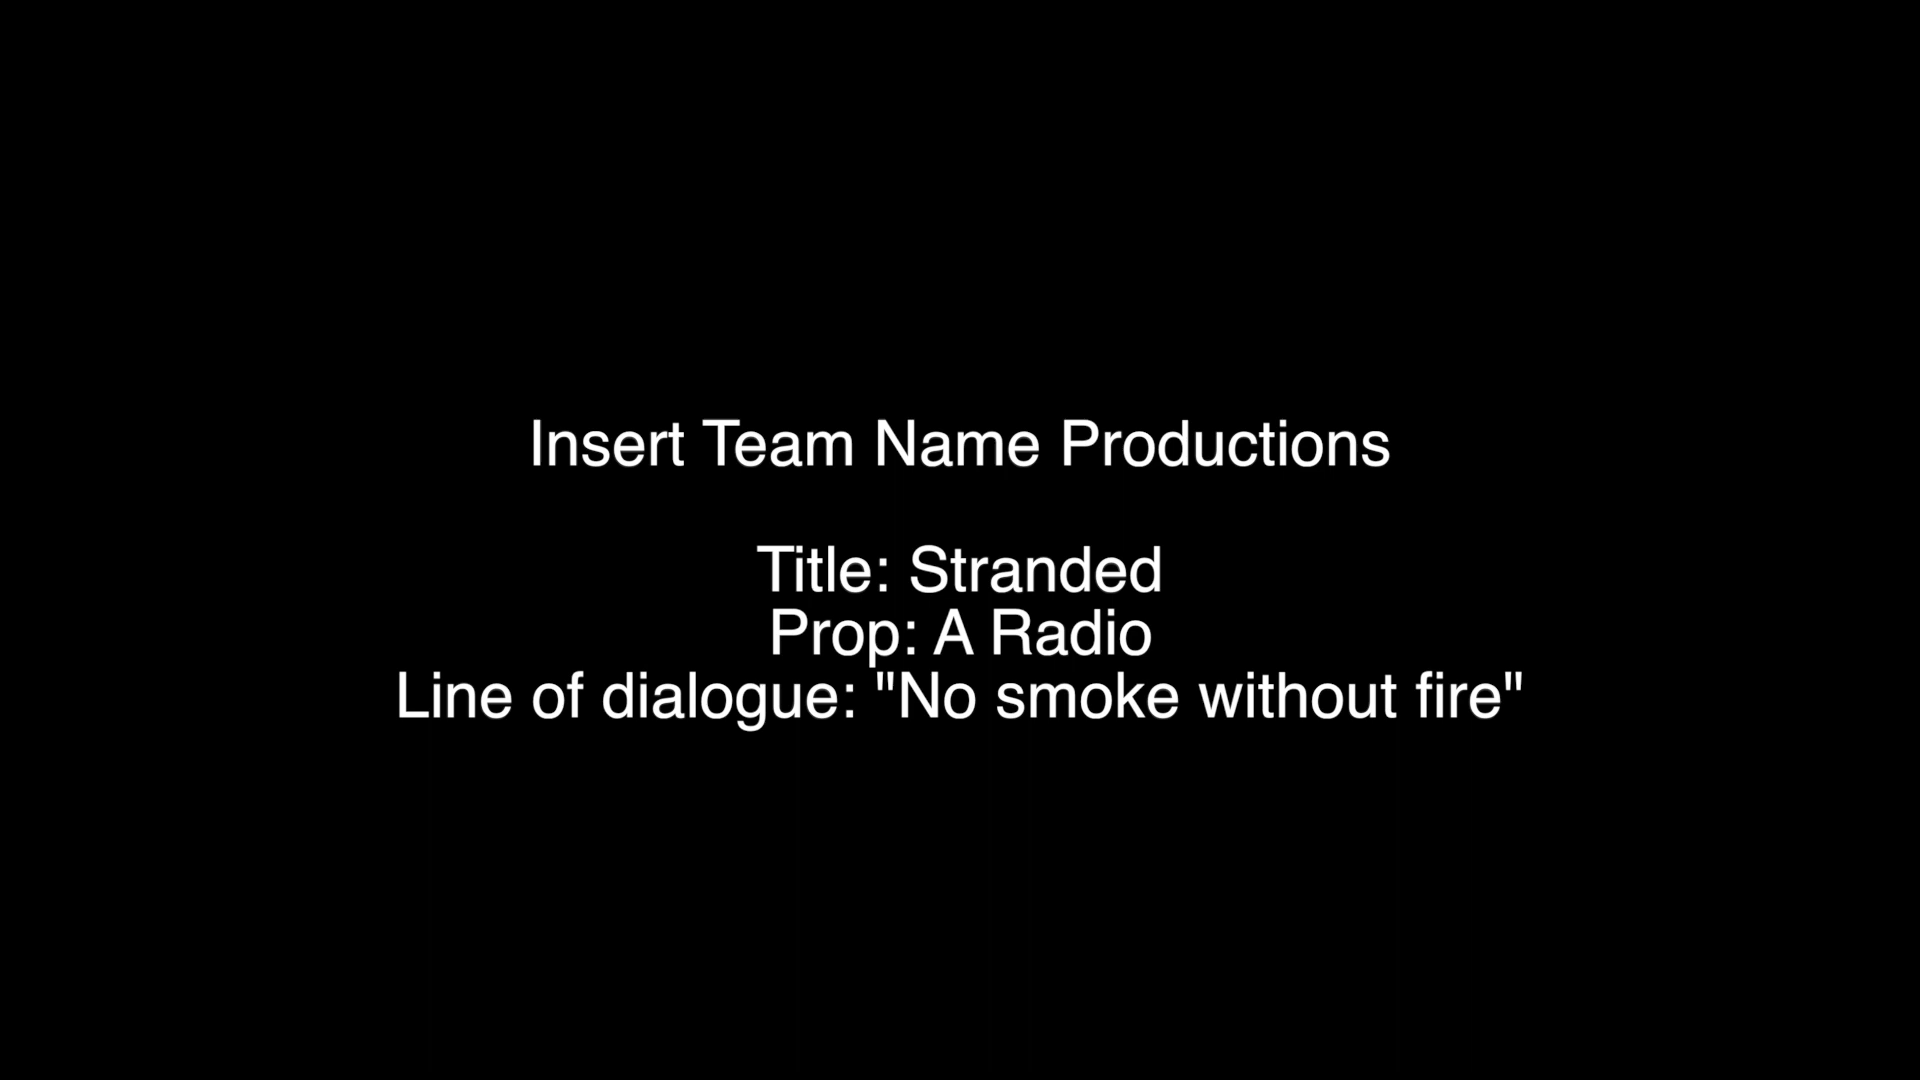 Insert Team Name Productions
Title: Stranded
Prop: A Radio
Line of dialogue: "No smoke without fire"